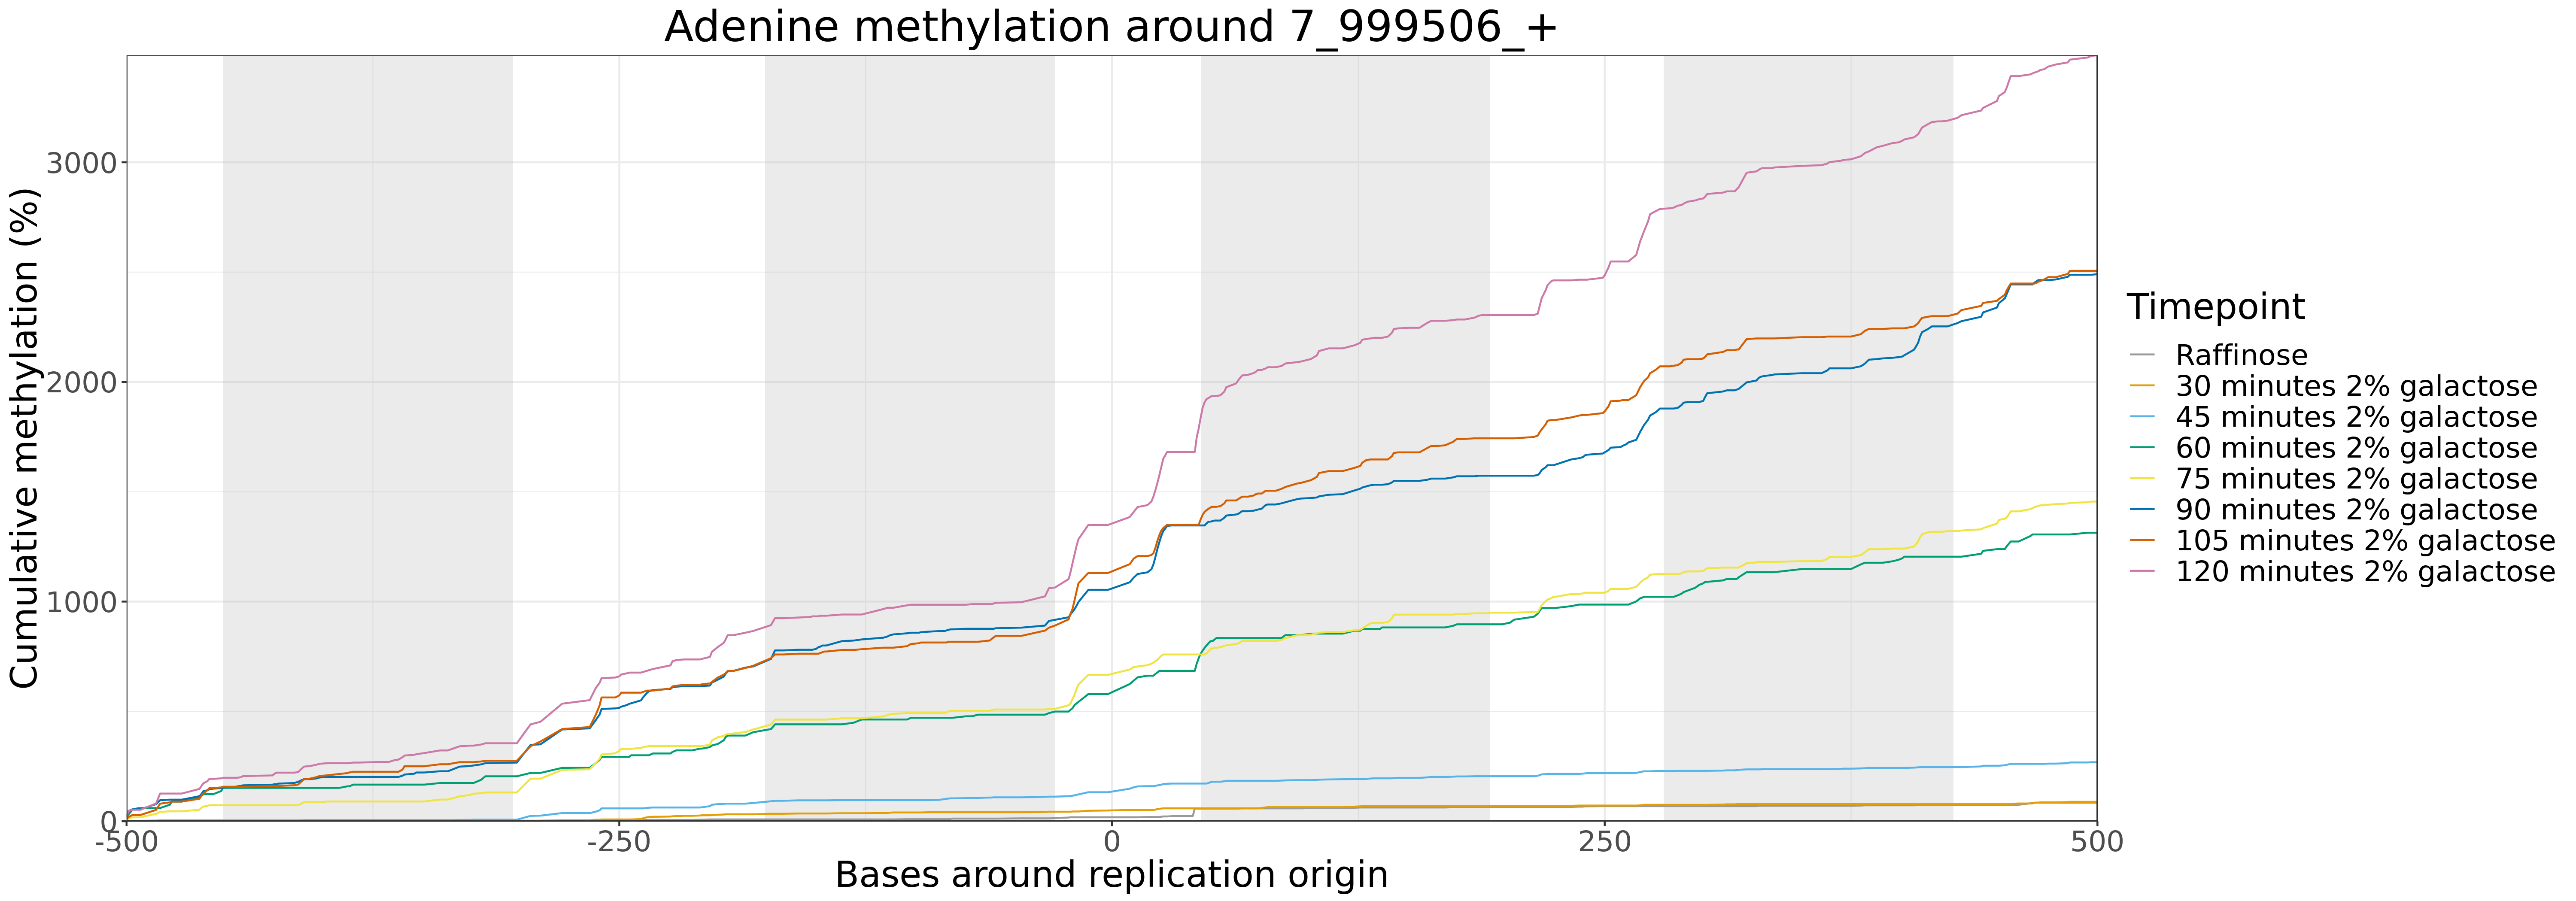 Adenine methylation around 7_999506_+
Cumulative methylation (%)
3000
2000
1000
0
-500
-250
0
250
500
Bases around replication origin
Timepoint
Raffinose
30 minutes 2% galactose
45 minutes 2% galactose
60 minutes 2% galactose
75 minutes 2% galactose
90 minutes 2% galactose
105 minutes 2% galactose
120 minutes 2% galactose